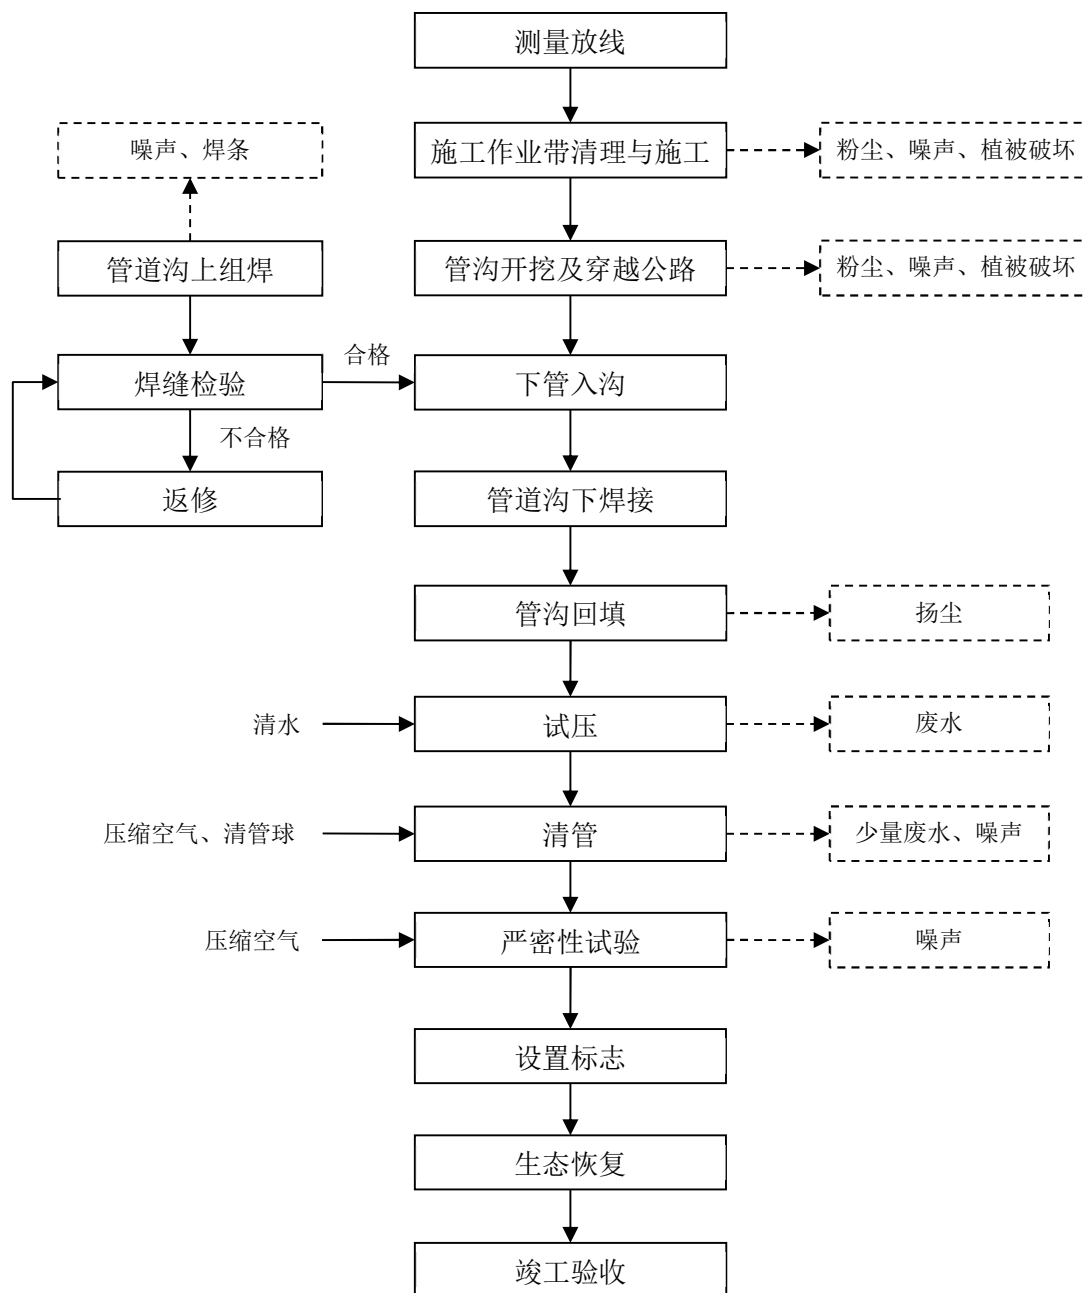 测量放线
噪声、焊条
施工作业带清理与施工
粉尘、噪声、植被破坏
管道沟上组焊
管沟开挖及穿越公路
粉尘、噪声、植被破坏
焊缝检验
合格
下管入沟
不合格
返修
管道沟下焊接
管沟回填
扬尘
清水
试压
废水
压缩空气、清管球
清管
少量废水、噪声
压缩空气
严密性试验
噪声
设置标志
生态恢复
竣工验收